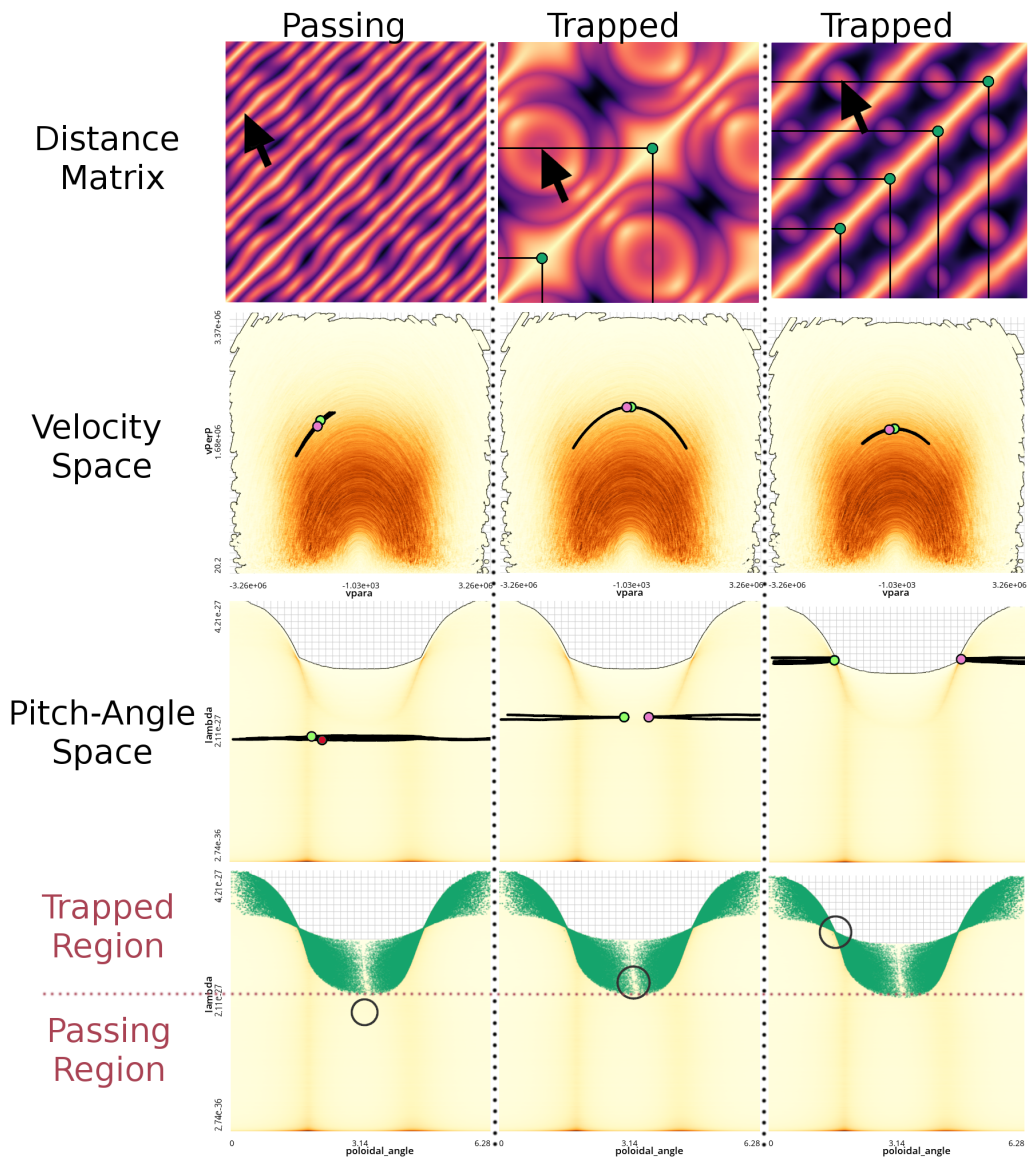 Passing
Trapped
Trapped
Distance
Matrix
Velocity
Space
3.37e+06
vPerp
1.68e+06
20.2
-3.26e+06
-1.03e+03
3.26e+06
vpara
-3.26e+06
-1.03e+03
3.26e+06
vpara
-3.26e+06
-1.03e+03
3.26e+06
vpara
Pitch-Angle
Space
4.21e-27
lambda
2.11e-27
2.74e-36
Trapped
Region
Passing
Region
4.21e-27
lambda
2.11e-27
2.74e-36
0
3.14
6.28
poloidal_angle
0
3.14
6.28
poloidal_angle
0
3.14
6.28
poloidal_angle